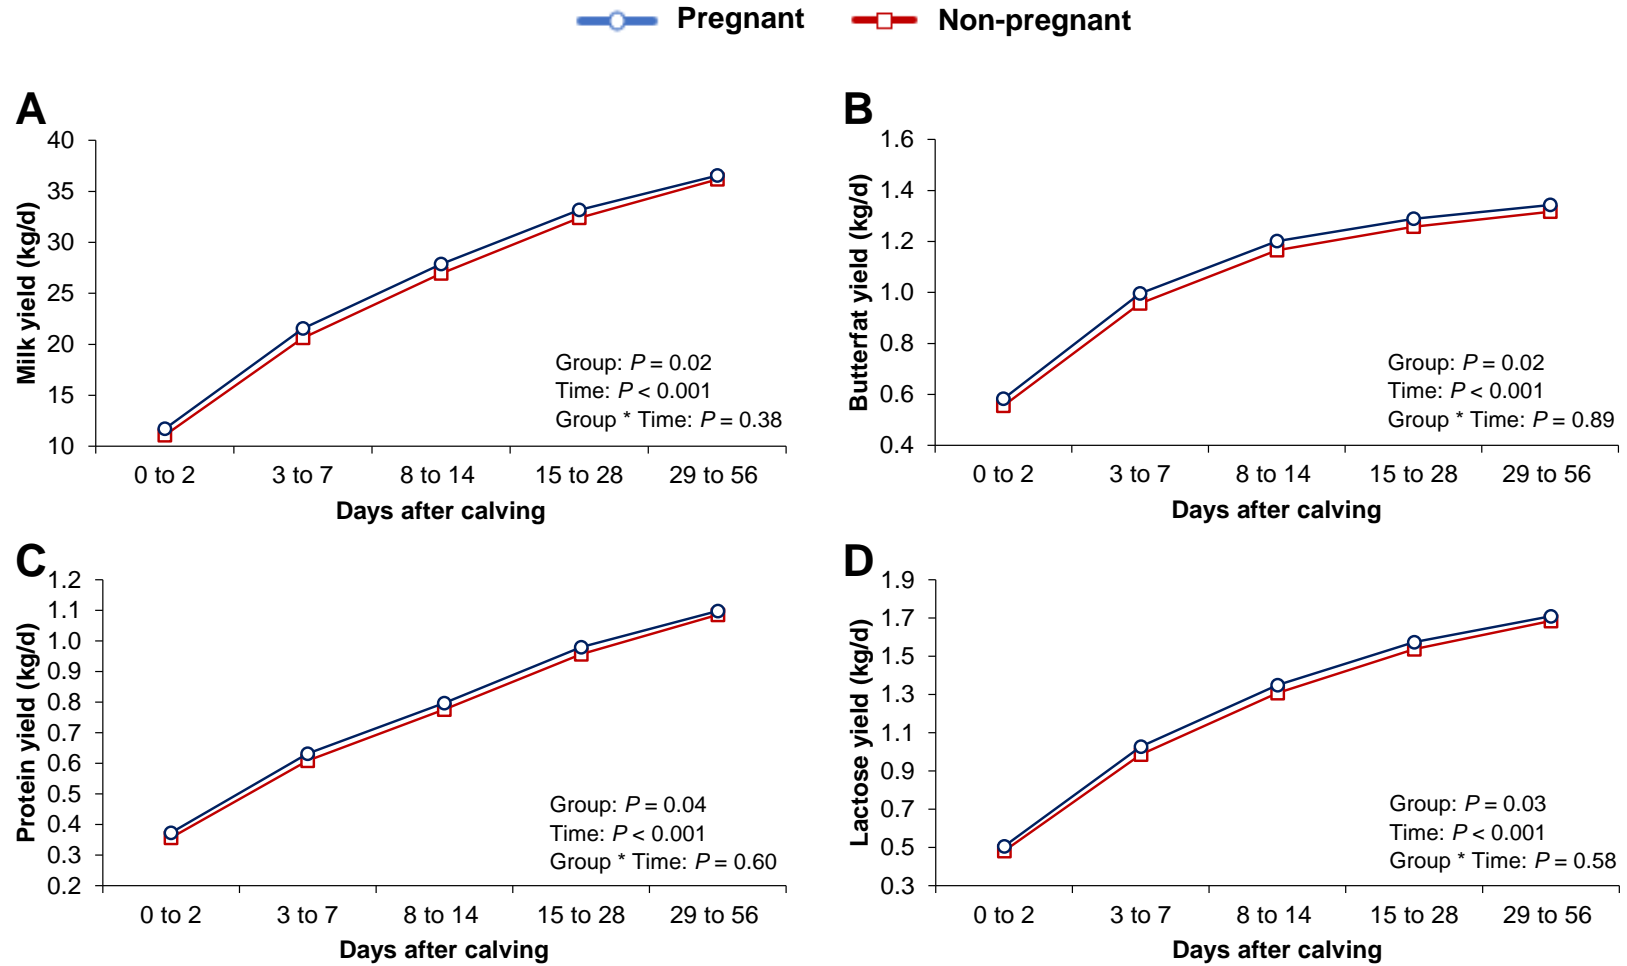 Pregnant Non-pregnant
A
40
35
30
25
20
15
10
Milk yield (kg/d)
Group: P = 0.02
Time: P < 0.001
Group * Time: P = 0.38
0 to 2 3 to 7 8 to 14 15 to 28 29 to 56
Days after calving
B
1.6
1.4
1.2
1.0
0.8
0.6
0.4
Butterfat yield (kg/d)
Group: P = 0.02
Time: P < 0.001
Group * Time: P = 0.89
0 to 2 3 to 7 8 to 14 15 to 28 29 to 56
Days after calving
C
1.2
1.1
1.0
0.9
0.8
0.7
0.6
0.5
0.4
0.3
0.2
Protein yield (kg/d)
Group: P = 0.04
Time: P < 0.001
Group * Time: P = 0.60
0 to 2 3 to 7 8 to 14 15 to 28 29 to 56
Days after calving
D
1.9
1.7
1.5
1.3
1.1
0.9
0.7
0.5
0.3
Lactose yield (kg/d)
Group: P = 0.03
Time: P < 0.001
Group * Time: P = 0.58
0 to 2 3 to 7 8 to 14 15 to 28 29 to 56
Days after calving